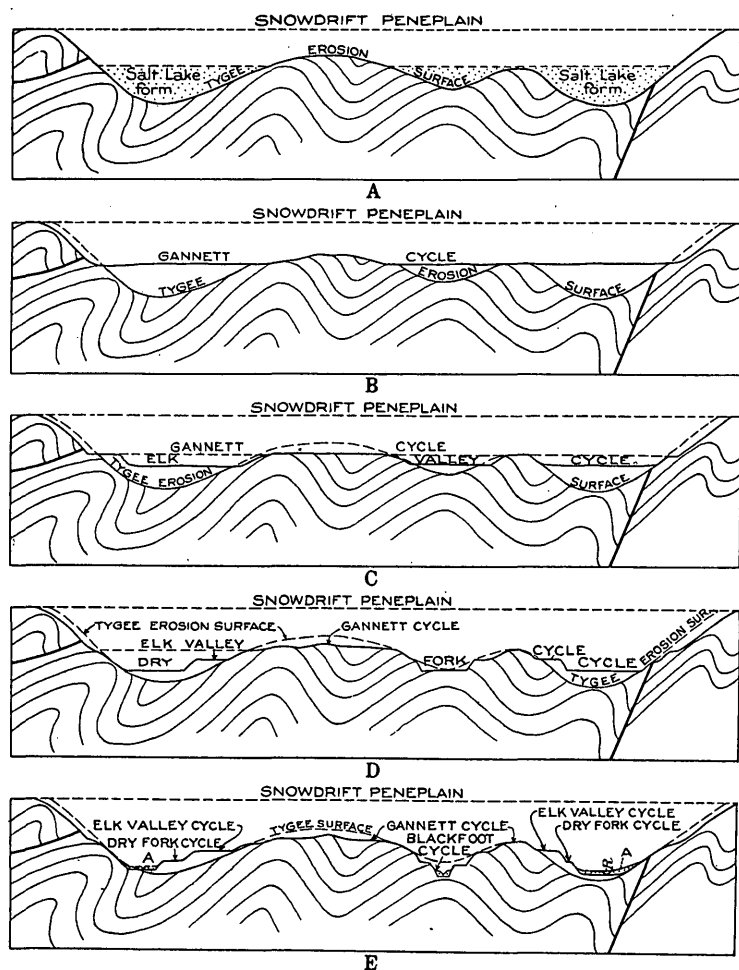 SNOWDRIFT PENEPLAIN
EROSION
Salt Lake
form
TYGEE
SURFACE
Salt Lake
form
A
SNOWDRIFT PENEPLAIN
GANNETT CYCLE
TYGEE EROSION SURFACE
B
SNOWDRIFT PENEPLAIN
GANNETT CYCLE
ELK VALLEY CYCLE
TYGEE EROSION SURFACE
C
SNOWDRIFT PENEPLAIN
TYGEE EROSION SURFACE GANNETT CYCLE
ELK VALLEY CYCLE
DRY FORK CYCLE
TYGEE EROSION SUR.
D
SNOWDRIFT PENEPLAIN
ELK VALLEY CYCLE
DRY FORK CYCLE
A
TYGEE SURFACE
GANNETT CYCLE
BLACKFOOT
CYCLE
ELK VALLEY CYCLE
DRY FORK CYCLE
R A
E